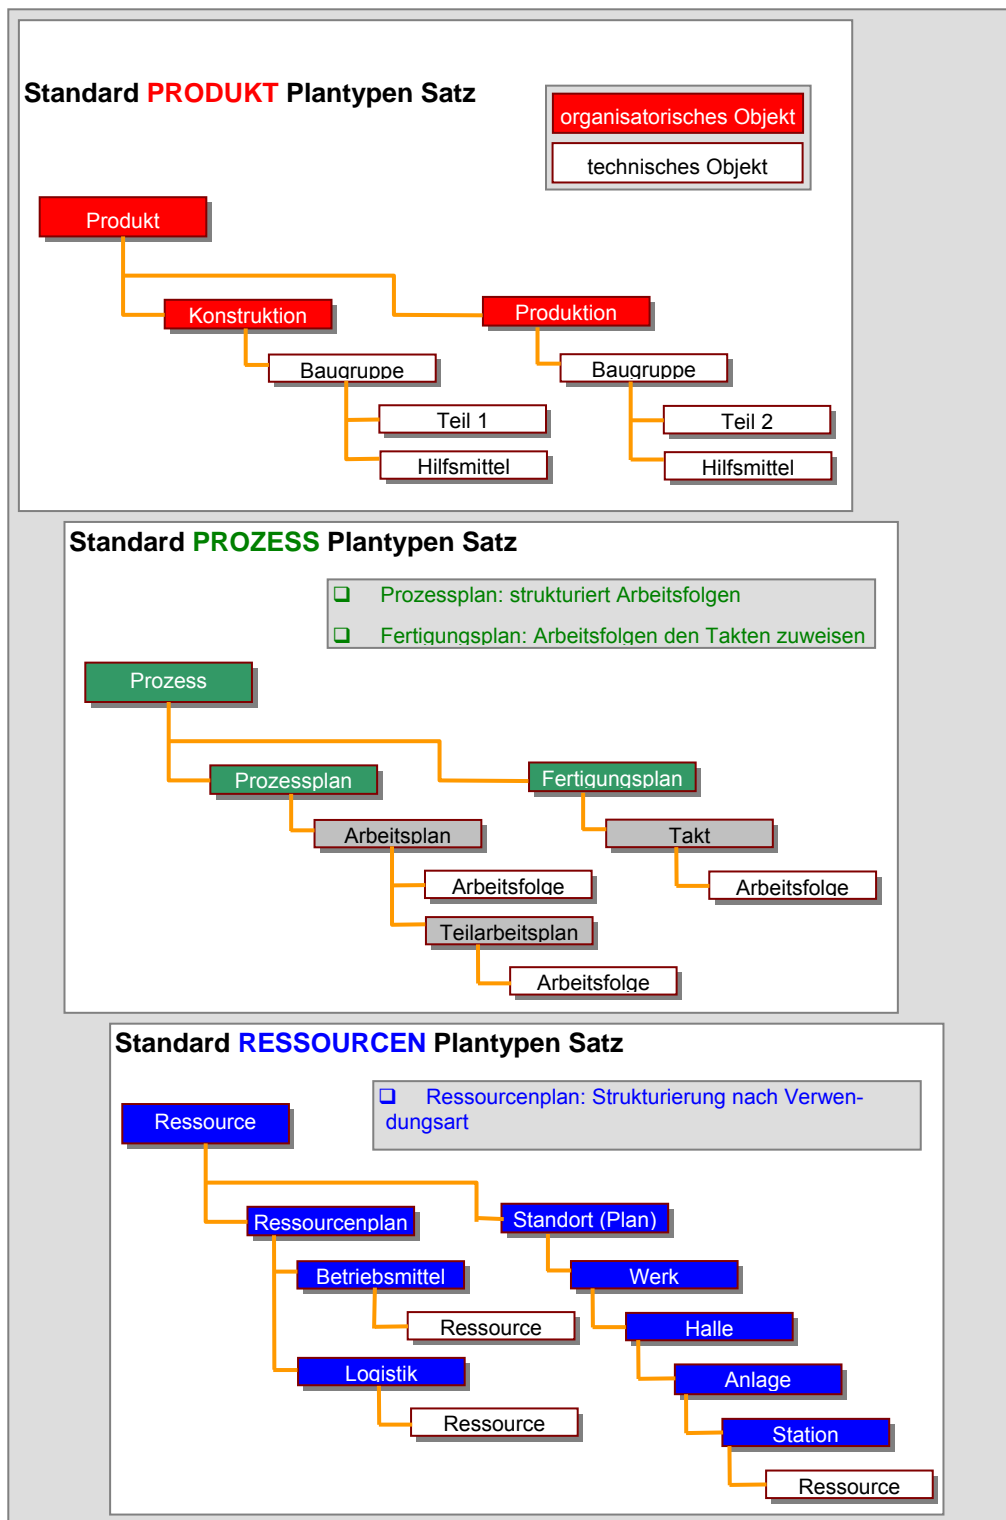 Standard PRODUKT Plantypen Satz
organisatorisches Objekt
technisches Objekt
Produkt
Konstruktion
Produktion
Baugruppe
Baugruppe
Teil 1
Teil 2
Hilfsmittel
Hilfsmittel
Standard PROZESS Plantypen Satz
❑ Prozessplan: strukturiert Arbeitsfolgen
❑ Fertigungsplan: Arbeitsfolgen den Takten zuweisen
Prozess
Prozessplan
Fertigungsplan
Arbeitsplan
Takt
Arbeitsfolge
Arbeitsfolge
Teilarbeitsplan
Arbeitsfolge
Standard RESSOURCEN Plantypen Satz
❑ Ressourcenplan: Strukturierung nach Verwen-
dungsart
Ressource
Ressourcenplan
Standort (Plan)
Betriebsmittel
Werk
Ressource
Halle
Logistik
Anlage
Ressource
Station
Ressource